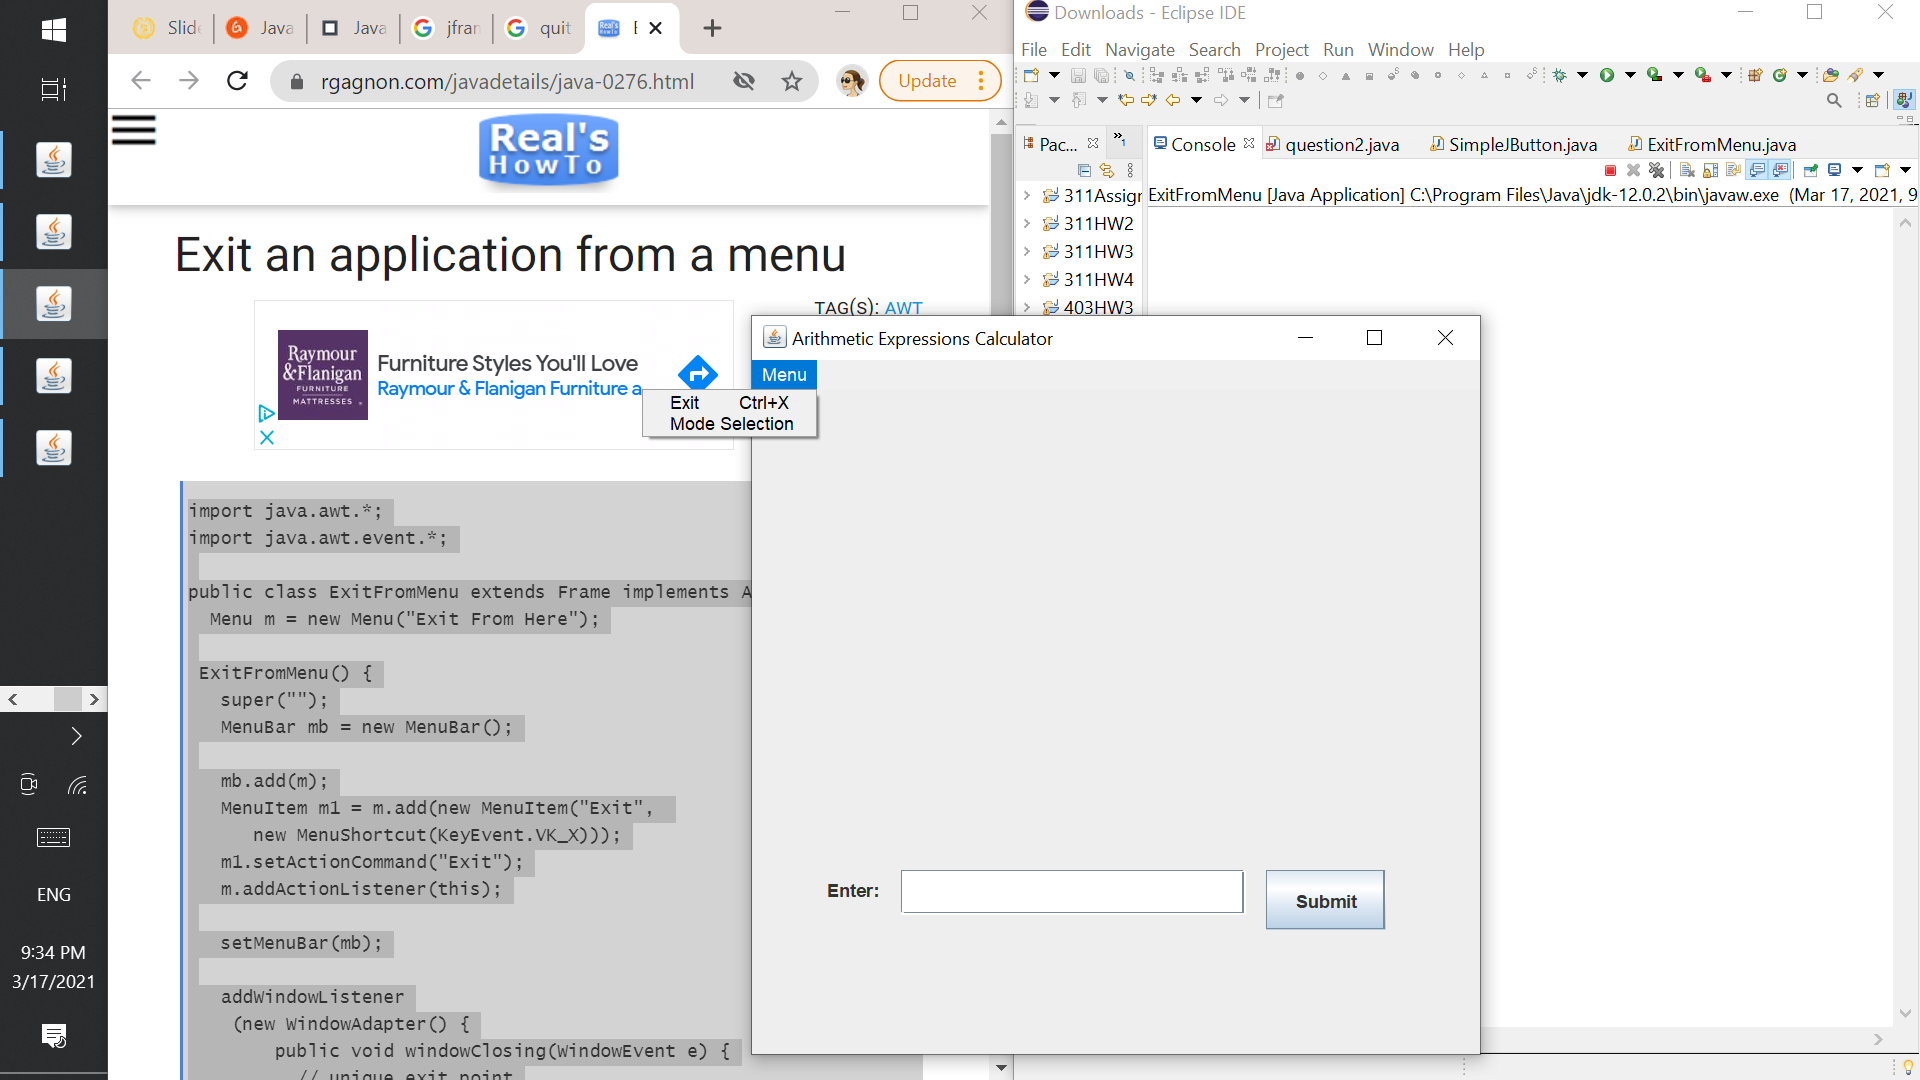 Slide
Java
Java
jfran
quit
E
rgagnon.com/javadetails/java-0276.html
Update
Real's
HowTo
Exit an application from a menu
TAG(S): AWT
Raymour
&Flanigan
FURNITURE
MATTRESSES
Furniture Styles You'll Love
Raymour & Flanigan Furniture a
import java.awt.*;
import java.awt.event.*;
public class ExitFromMenu extends Frame implements A
Menu m = new Menu("Exit From Here");
ExitFromMenu() {
super("");
MenuBar mb = new MenuBar();
mb.add(m);
MenuItem m1 = m.add(new MenuItem("Exit",
new MenuShortcut(KeyEvent.VK_X)));
m1.setActionCommand("Exit");
m.addActionListener(this);
setMenuBar(mb);
addWindowListener
(new WindowAdapter() {
public void windowClosing(WindowEvent e) {
// unique exit point
Downloads - Eclipse IDE
File Edit Navigate Search Project Run Window Help
Pac...
1
Console
question2.java
SimpleJButton.java
ExitFromMenu.java
ExitFromMenu [Java Application] C:\Program Files\Java\jdk-12.0.2\bin\javaw.exe (Mar 17, 2021, 9
311Assigr
311HW2
311HW3
311HW4
403HW3
Arithmetic Expressions Calculator
Menu
Exit Ctrl+X
Mode Selection
Enter:
Submit
ENG
9:34 PM
3/17/2021